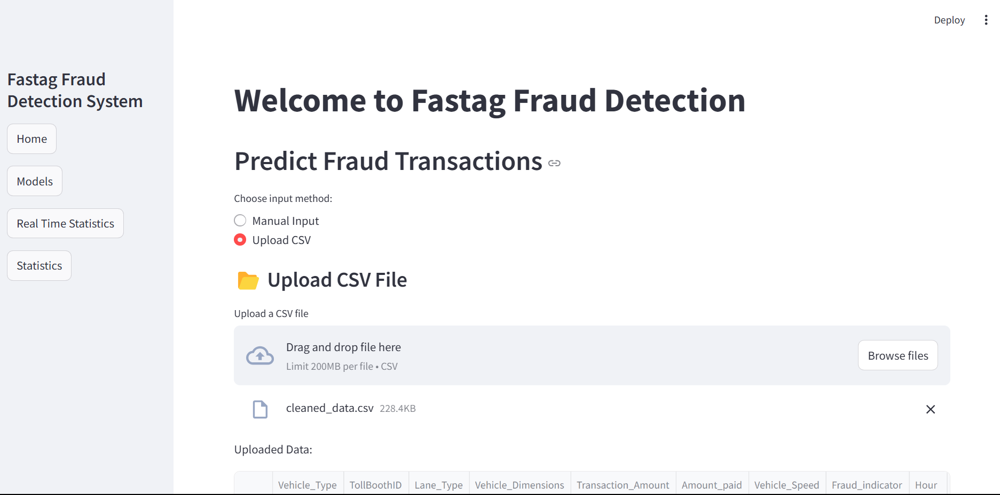 Deploy
Fastag Fraud
Detection System
Home
Models
Real Time Statistics
Statistics
Welcome to Fastag Fraud Detection
Predict Fraud Transactions
Choose input method:
Manual Input
Upload CSV
Upload CSV File
Upload a CSV file
Drag and drop file here
Limit 200MB per file • CSV
Browse files
cleaned_data.csv 228.4KB
Uploaded Data:
Vehicle_Type TollBoothID Lane_Type Vehicle_Dimensions Transaction_Amount Amount_paid Vehicle_Speed Fraud_indicator Hour